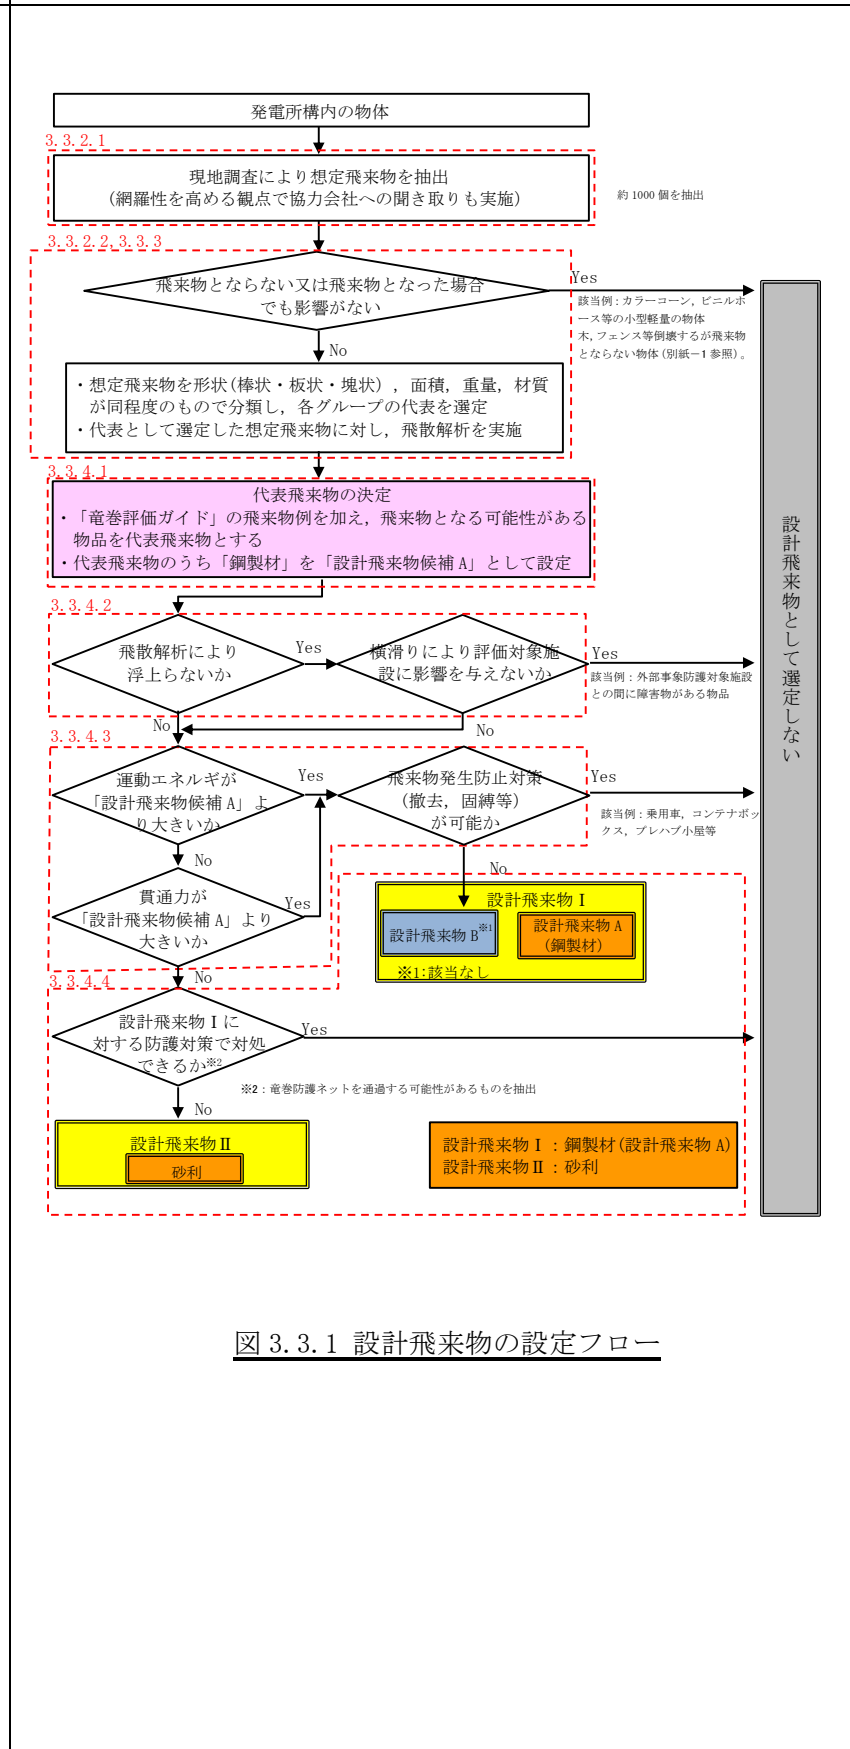 発電所構内の物体
3.3.2.1
現地調査により想定飛来物を抽出
(網羅性を高める観点で協力会社への聞き取りも実施)
約1000個を抽出
3.3.2.2,3.3.3
飛来物とならない又は飛来物となった場合
でも影響がない
Yes
該当例：カラーコーン，ビニルホ
ース等の小型軽量の物体
木，フェンス等倒壊するが飛来物
とならない物体(別紙－1参照)。
No
・想定飛来物を形状(棒状・板状・塊状)，面積，重量，材質
が同程度のもので分類し，各グループの代表を選定
・代表として選定した想定飛来物に対し，飛散解析を実施
3.3.4.1
代表飛来物の決定
・「竜巻評価ガイド」の飛来物例を加え，飛来物となる可能性がある
物品を代表飛来物とする
・代表飛来物のうち「鋼製材」を「設計飛来物候補A」として設定
設計飛来物として選定しない
3.3.4.2
飛散解析により
浮上らないか
Yes
横滑りにより評価対象施
設に影響を与えないか
Yes
該当例：外部事象防護対象施設
との間に障害物がある物品
No
No
3.3.4.3
運動エネルギが
「設計飛来物候補A」よ
り大きいか
Yes
飛来物発生防止対策
(撤去，固縛等)
が可能か
Yes
該当例：乗用車，コンテナボッ
クス，プレハブ小屋等
No
No
貫通力が
「設計飛来物候補A」より
大きいか
Yes
設計飛来物Ⅰ
設計飛来物B※1
設計飛来物A
(鋼製材)
※1:該当なし
No
3.3.4.4
設計飛来物Ⅰに
対する防護対策で対処
できるか※2
Yes
※2：竜巻防護ネットを通過する可能性があるものを抽出
No
設計飛来物Ⅱ
砂利
設計飛来物Ⅰ：鋼製材(設計飛来物A)
設計飛来物Ⅱ：砂利
図3.3.1 設計飛来物の設定フロー